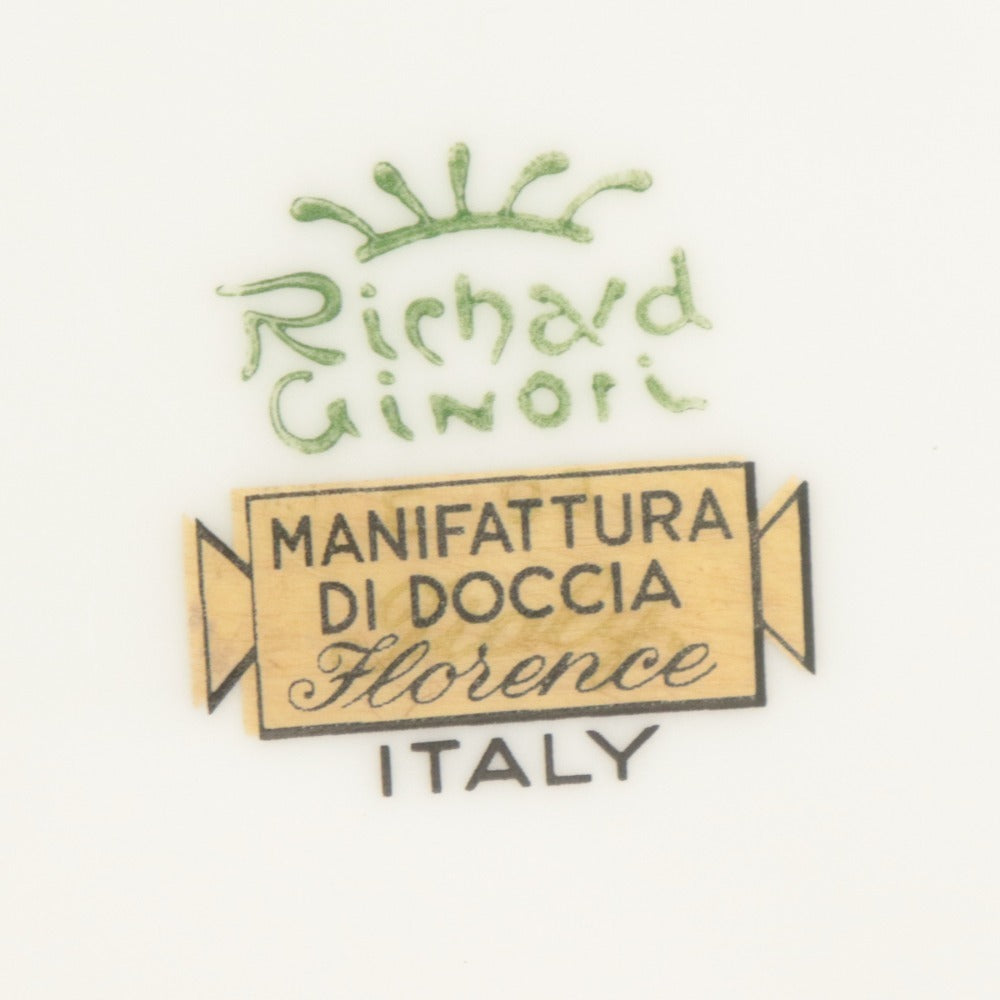 Richard
Ginori
MANIFATTURA
DI DOCCIA
Florence
ITALY